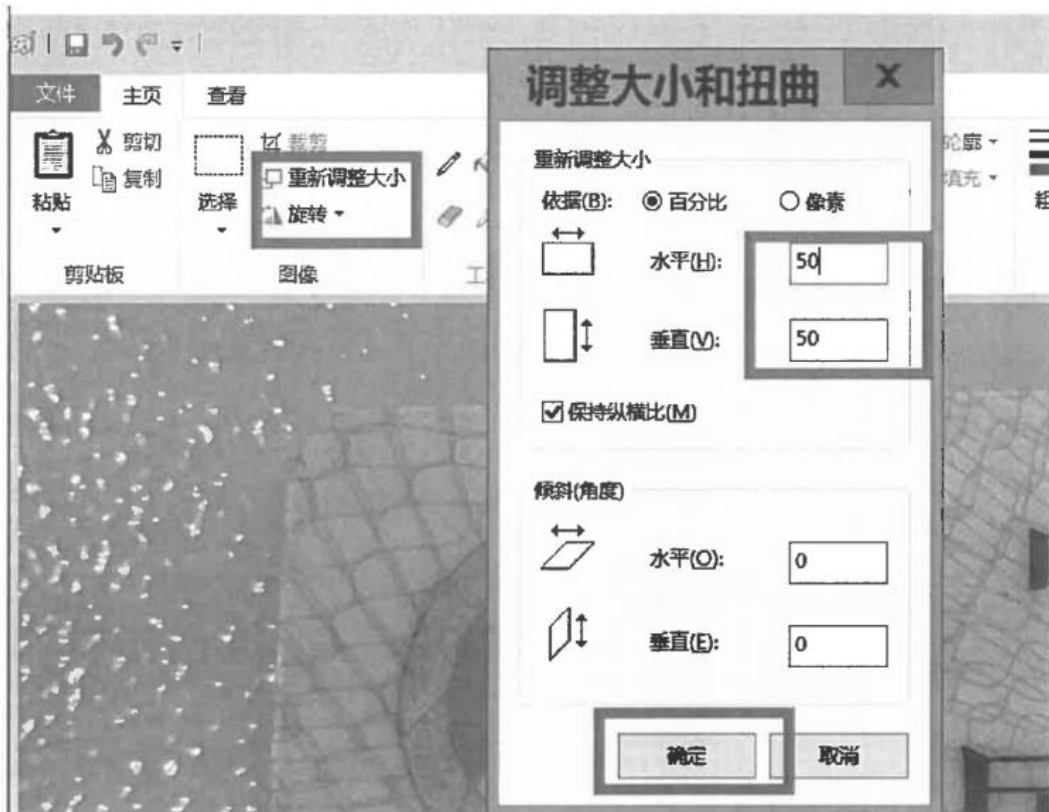 文件 主页 查看
剪切
复制
粘贴
剪贴板
选择
裁剪
重新调整大小
旋转
图像
轮廓
填充
调整大小和扭曲 X
重新调整大小
依据(B): 百分比 像素
水平(H): 50
垂直(V): 50
保持纵横比(M)
倾斜(角度)
水平(O): 0
垂直(E): 0
确定 取消